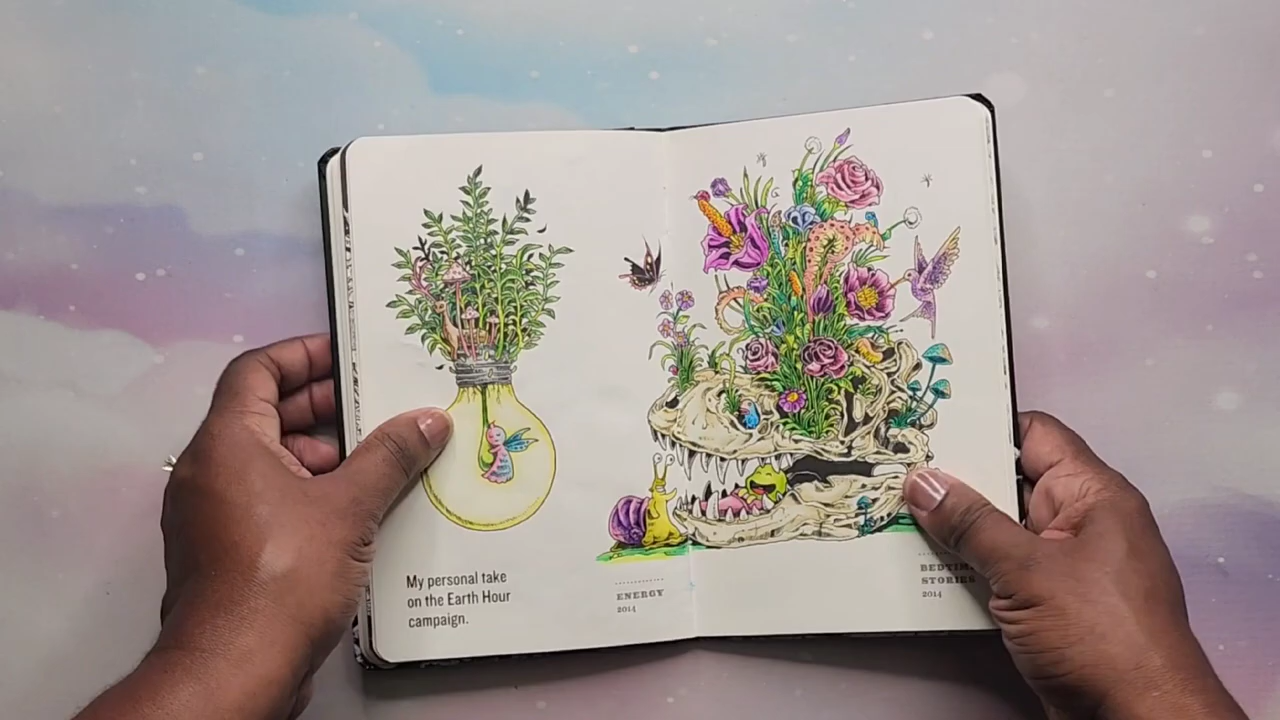 My personal take
on the Earth Hour
campaign.
ENERGY
2014
STORIES
2014